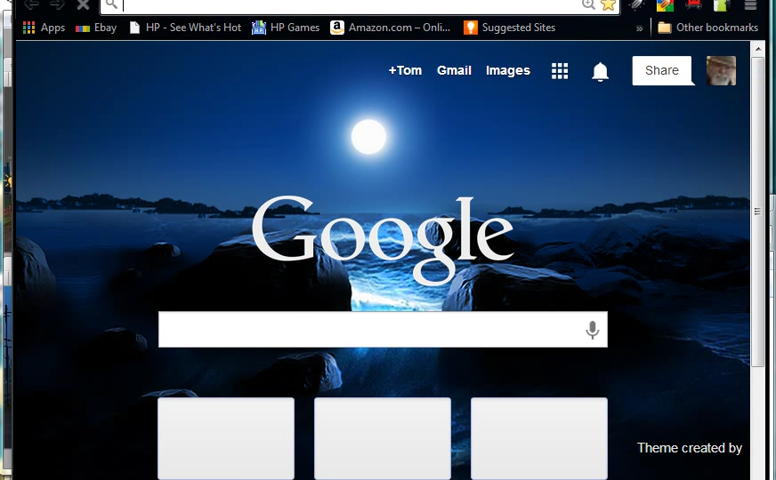 Apps Ebay HP - See What's Hot HP Games Amazon.com – Onli... Suggested Sites » Other bookmarks
+Tom Gmail Images Share
Google
Theme created by